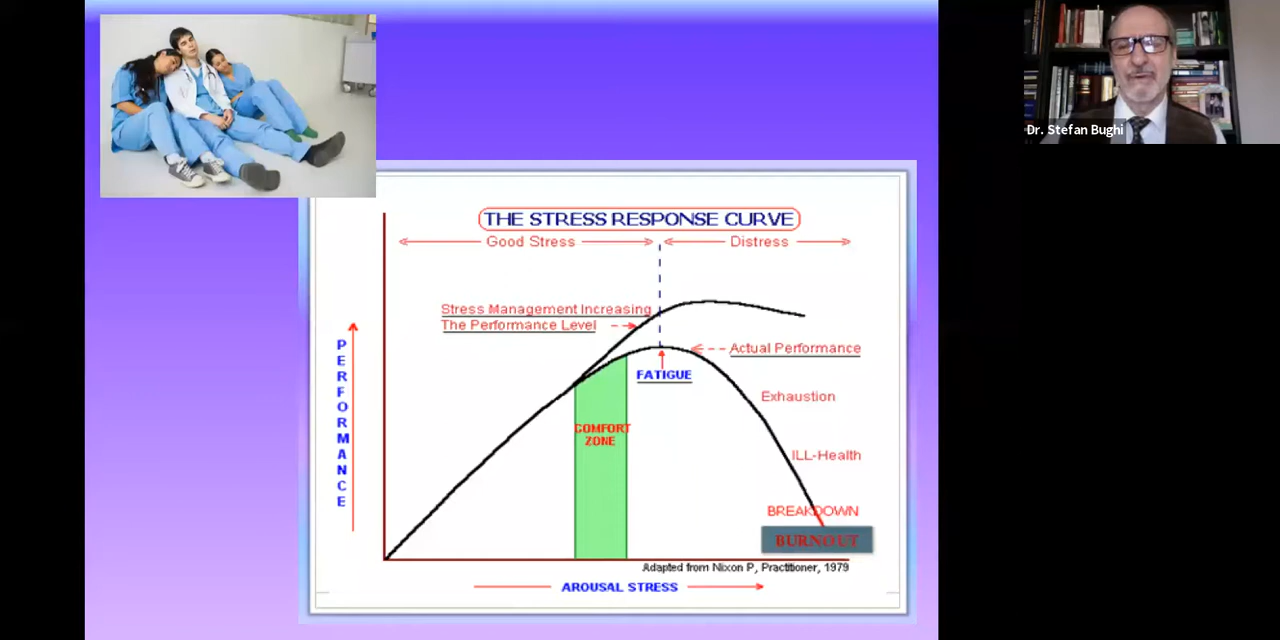 Dr. Stefan Bughi
THE STRESS RESPONSE CURVE
Good Stress
Distress
Stress Management Increasing
The Performance Level
Actual Performance
FATIGUE
PERFORMANCE
Exhaustion
COMFORT
ZONE
ILL-Health
BREAKDOWN
BURNOUT
Adapted from Nixon P, Practitioner, 1979
AROUSAL STRESS